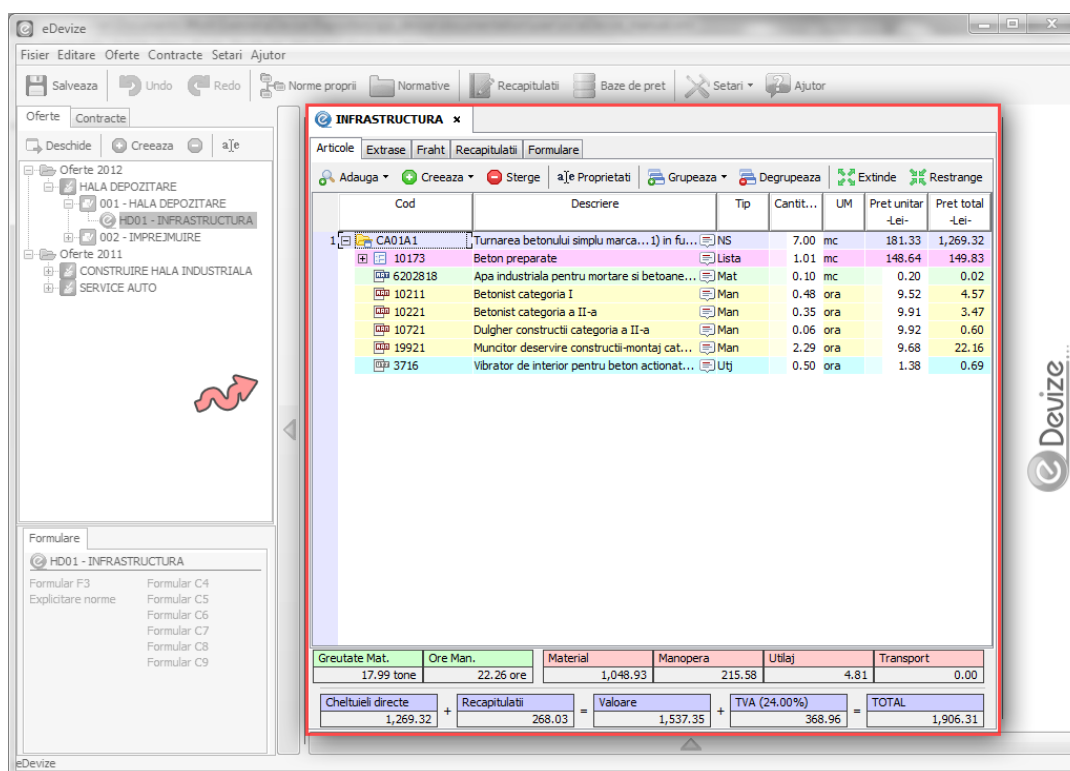 eDevize
Fisier Editare Oferte Contracte Setari Ajutor
Salveaza Undo Redo Norme proprii Normative Recapitulatii Baze de pret Setari Ajutor
Oferte Contracte
Deschide Creeaza a]e
Oferte 2012
HALA DEPOZITARE
001 - HALA DEPOZITARE
HD01 - INFRASTRUCTURA
002 - IMPREJMUIRE
Oferte 2011
CONSTRUIRE HALA INDUSTRIALA
SERVICE AUTO
Formulare
HD01 - INFRASTRUCTURA
Formular F3 Formular C4
Explicitare norme Formular C5
Formular C6
Formular C7
Formular C8
Formular C9
INFRASTRUCTURA ×
Articole Extrase Fraht Recapitulatii Formulare
Adauga Creeaza Sterge a]e Proprietati Grupeaza Degrupeaza Extinde Restrange
Cod Descriere Tip Cantit... UM Pret unitar -Lei- Pret total -Lei-
1 CA01A1 Turnarea betonului simplu marca...1) in fu... NS 7.00 mc 181.33 1,269.32
10173 Beton preparate Lista 1.01 mc 148.64 149.83
6202818 Apa industriala pentru mortare si betoane... Mat 0.10 mc 0.20 0.02
10211 Betonist categoria I Man 0.48 ora 9.52 4.57
10221 Betonist categoria a II-a Man 0.35 ora 9.91 3.47
10721 Dulgher constructii categoria a II-a Man 0.06 ora 9.92 0.60
19921 Muncitor deservire constructii-montaj cat... Man 2.29 ora 9.68 22.16
3716 Vibrator de interior pentru beton actionat... Utj 0.50 ora 1.38 0.69
Greutate Mat. Ore Man. Material Manopera Utilaj Transport
17.99 tone 22.26 ore 1,048.93 215.58 4.81 0.00
Cheltuieli directe + Recapitulatii = Valoare + TVA (24.00%) = TOTAL
1,269.32 268.03 1,537.35 368.96 1,906.31
eDevize
Devize...